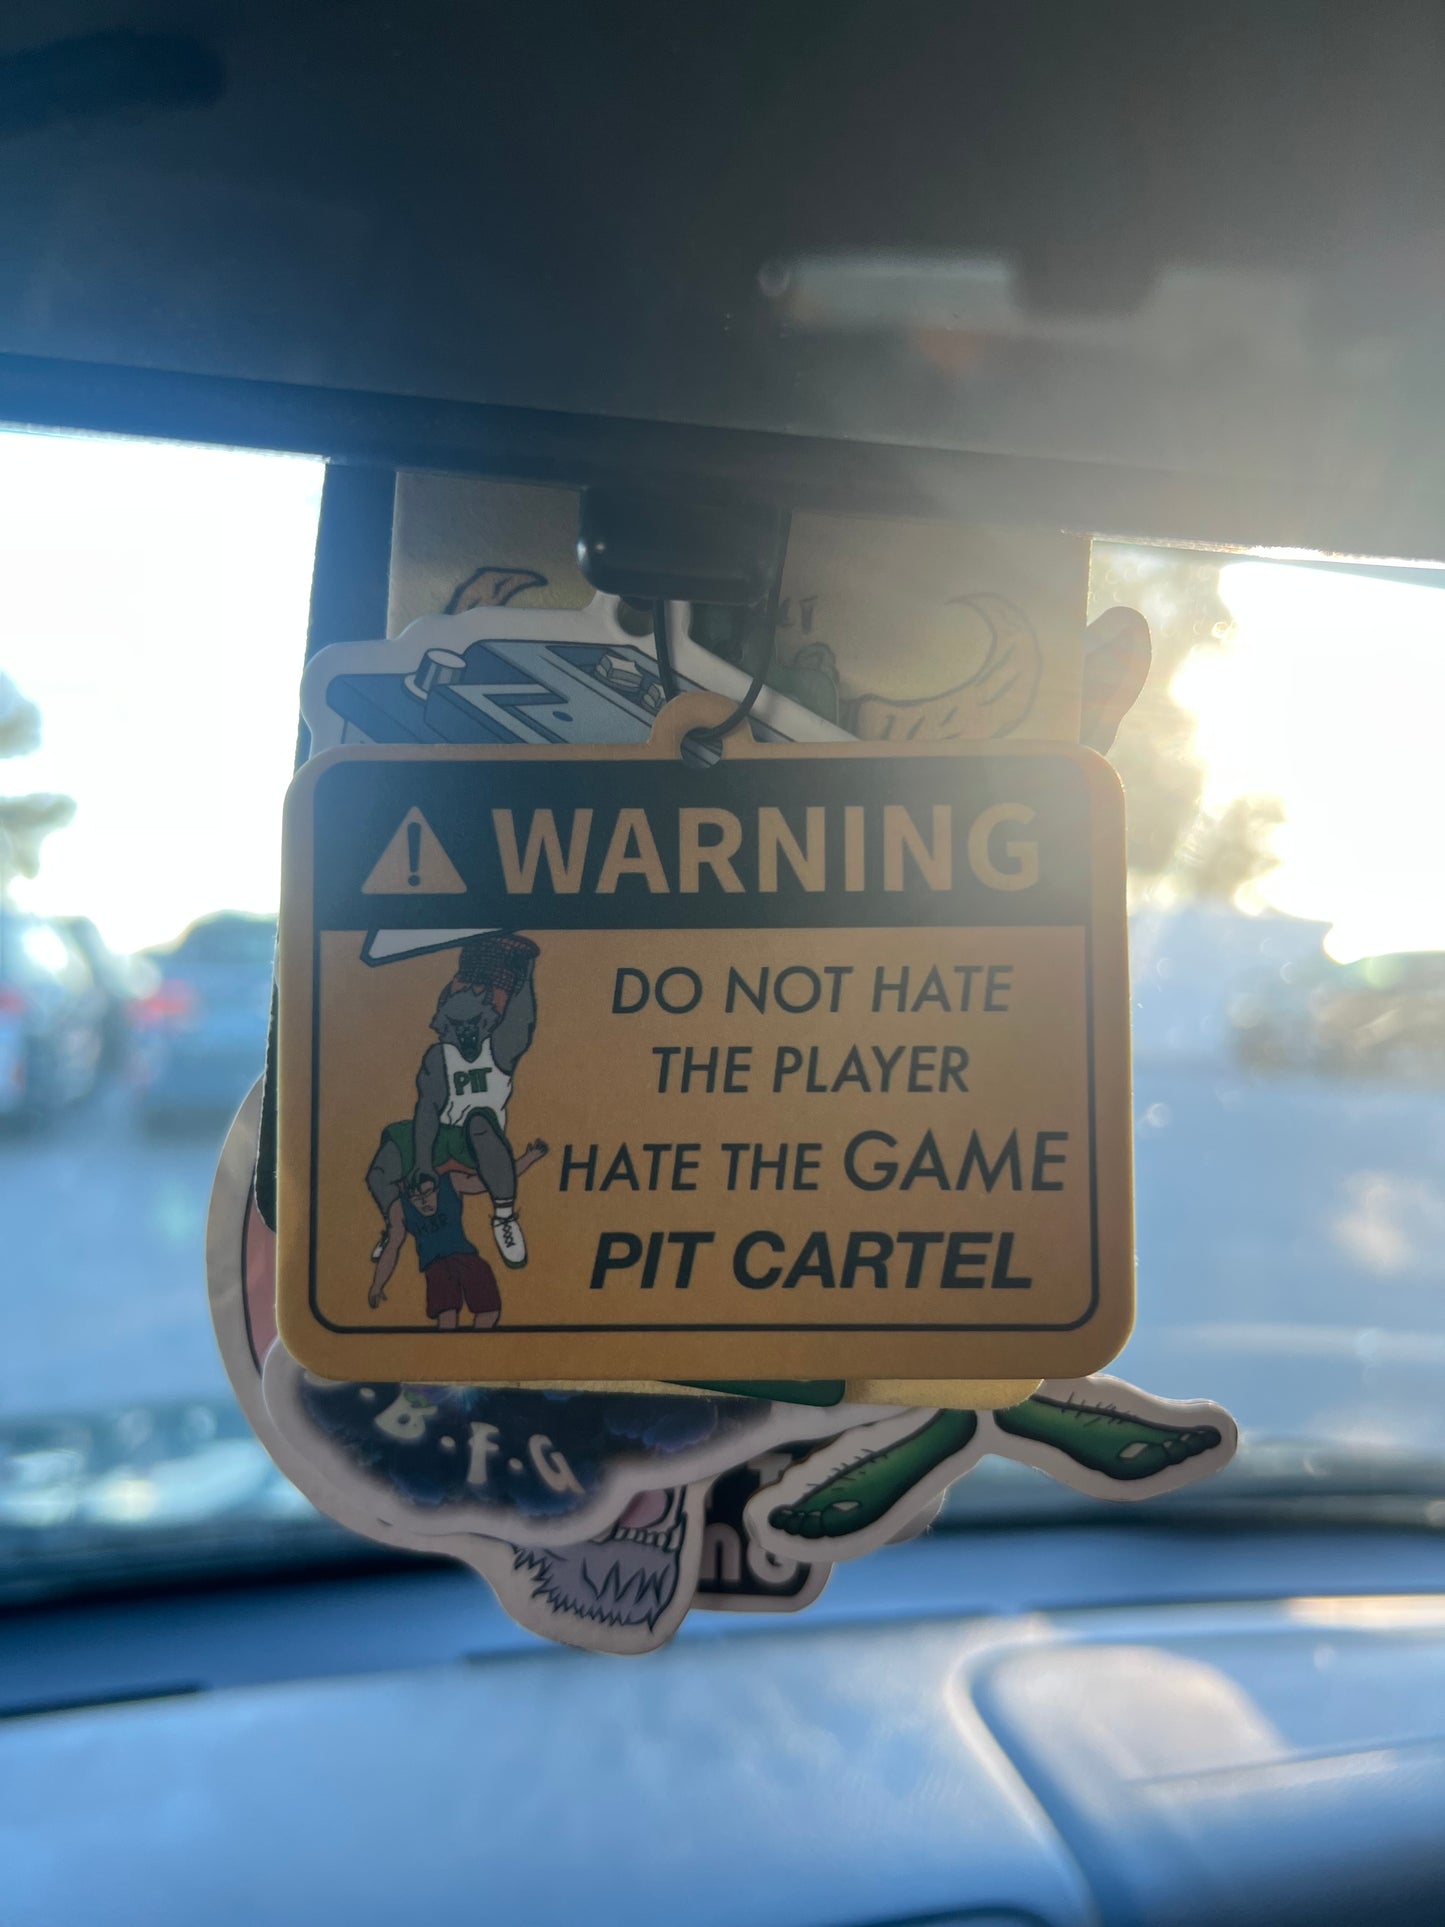 WARNING
DO NOT HATE
THE PLAYER
HATE THE GAME
PIT CARTEL
PIT
B.F.G